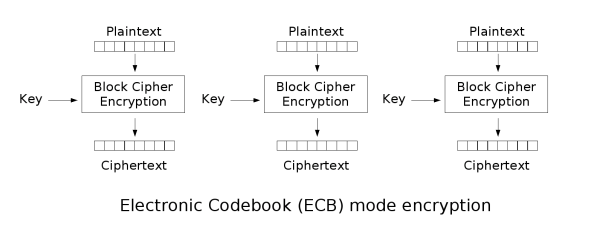 Plaintext
Plaintext
Plaintext
Key
Block Cipher
Encryption
Key
Block Cipher
Encryption
Key
Block Cipher
Encryption
Ciphertext
Ciphertext
Ciphertext
Electronic Codebook (ECB) mode encryption